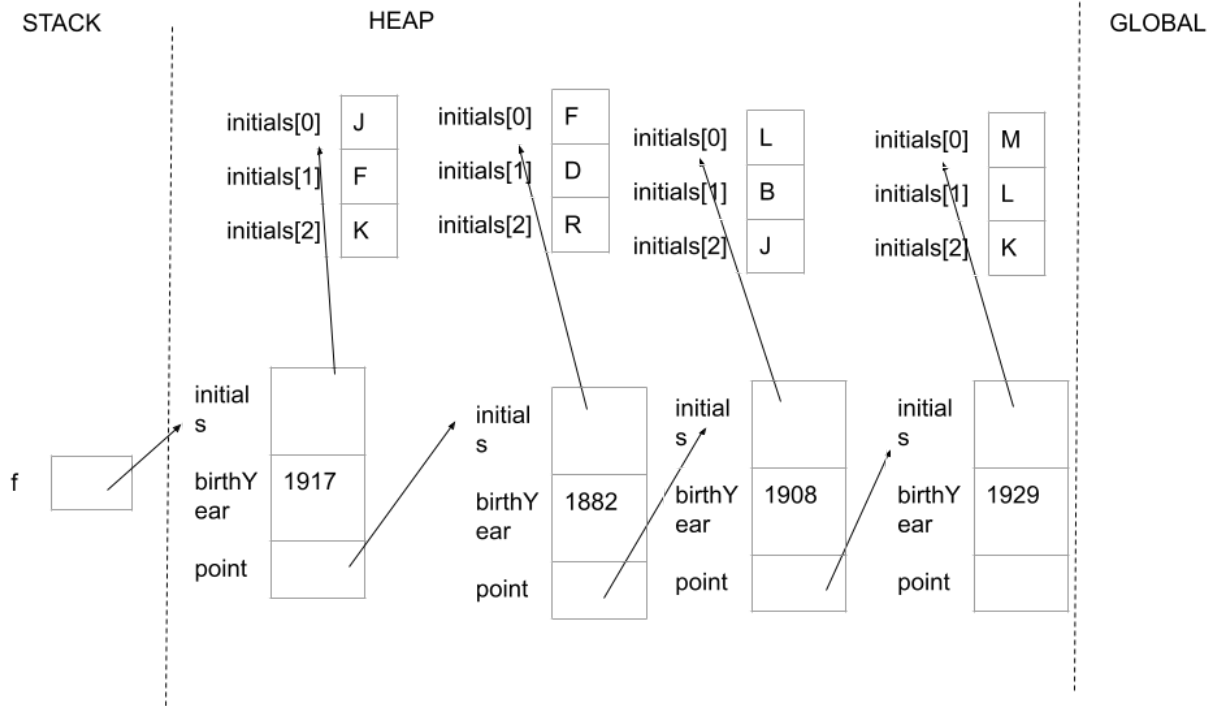 STACK
HEAP
GLOBAL
initials[0] J
initials[1] F
initials[2] K
initials[0] F
initials[1] D
initials[2] R
initials[0] L
initials[1] B
initials[2] J
initials[0] M
initials[1] L
initials[2] K
f
initial
s
birthY 1917
ear
point
initial
s
birthY 1882
ear
point
initial
s
birthY 1908
ear
point
initial
s
birthY 1929
ear
point